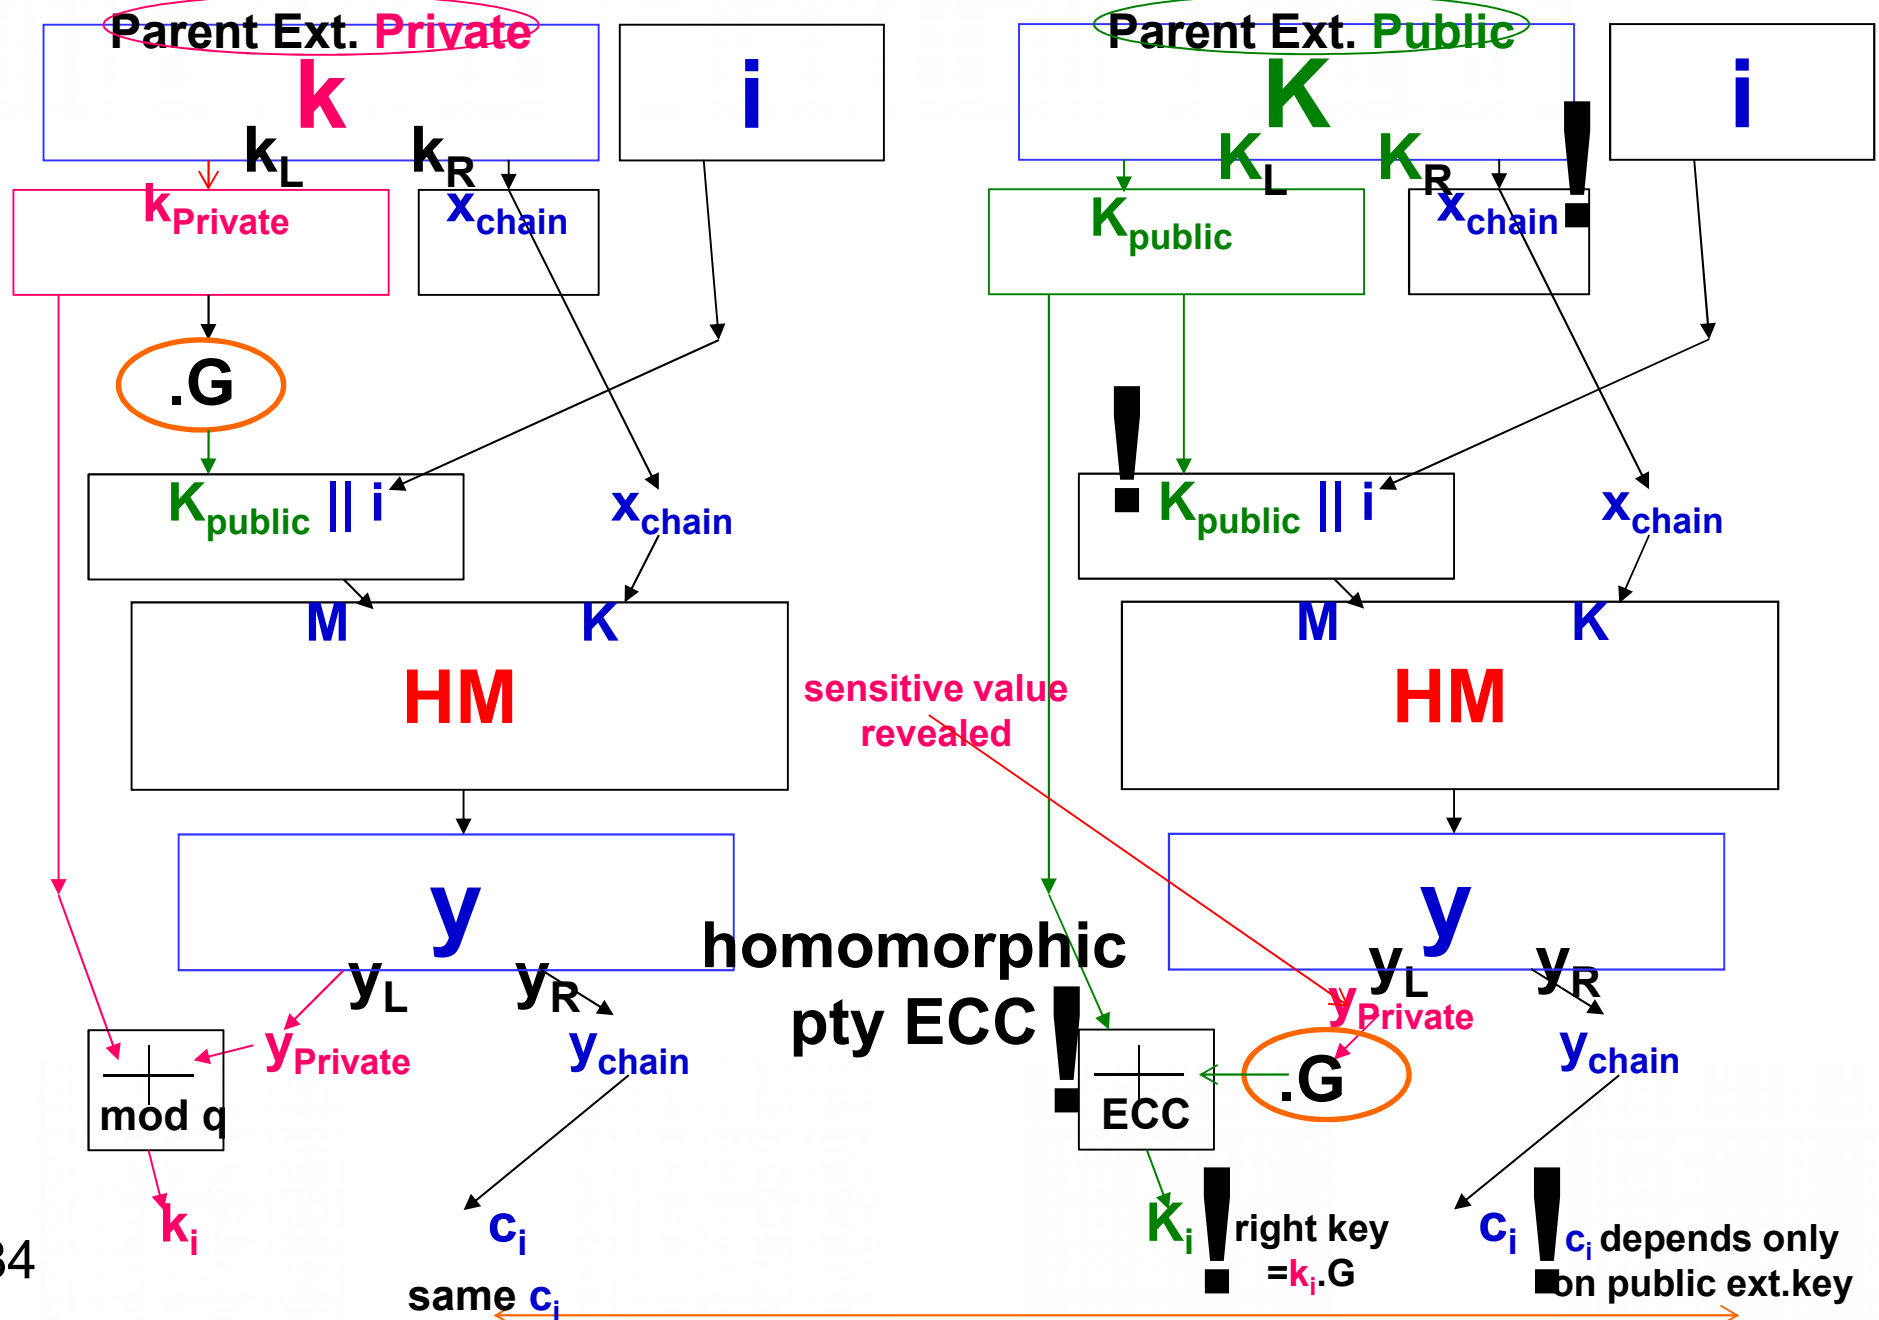 Parent Ext. Private
k
kL kR
i
kPrivate
xchain
.G
Kpublic || i
xchain
M K
HM
y
yL yR
yPrivate
ychain
mod q
ki
ci
same ci
34
sensitive value
revealed
homomorphic
pty ECC !
Parent Ext. Public
K
KL KR
!
i
Kpublic
xchain
!
Kpublic || i
xchain
M K
HM
y
yL yR
yPrivate
ychain
.G
ECC
Ki ! right key
=ki.G
ci ! ci depends only
on public ext.key